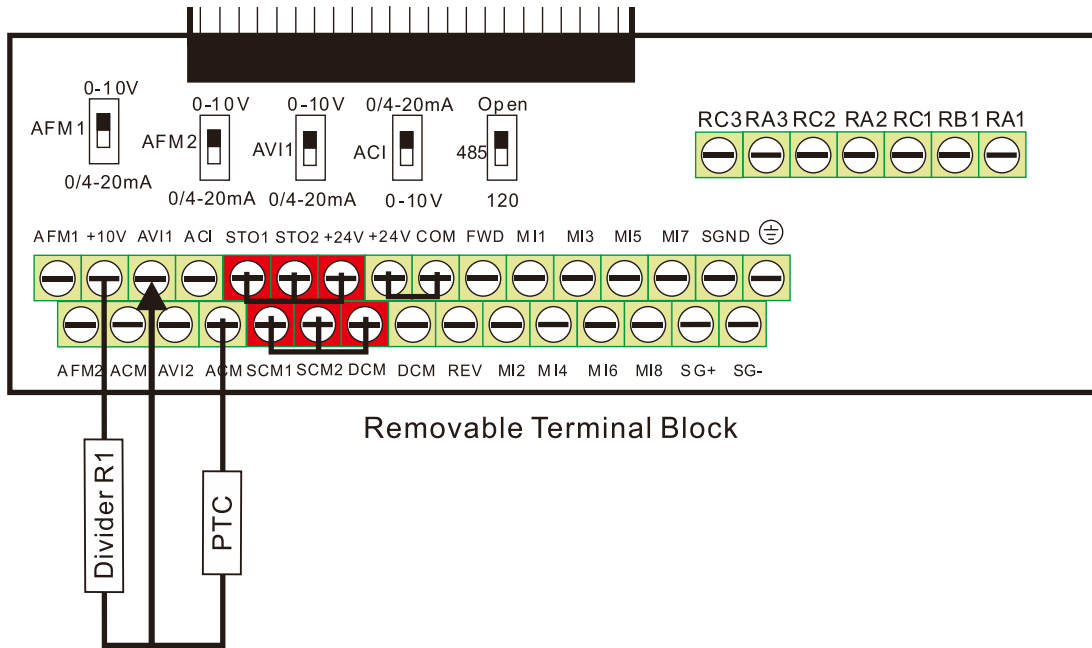 0-10V
AFM1
0/4-20mA
0-10V
AFM2
0/4-20mA
0-10V
AVI1
0/4-20mA
0/4-20mA
ACI
0-10V
Open
485
120
RC3 RA3 RC2 RA2 RC1 RB1 RA1
AFM1 +10V AVI1 ACI STO1 STO2 +24V +24V COM FWD MI1 MI3 MI5 MI7 SGND
AFM2 ACM AVI2 ACM SCM1 SCM2 DCM DCM REV MI2 MI4 MI6 MI8 SG+ SG-
Removable Terminal Block
Divider R1
PTC